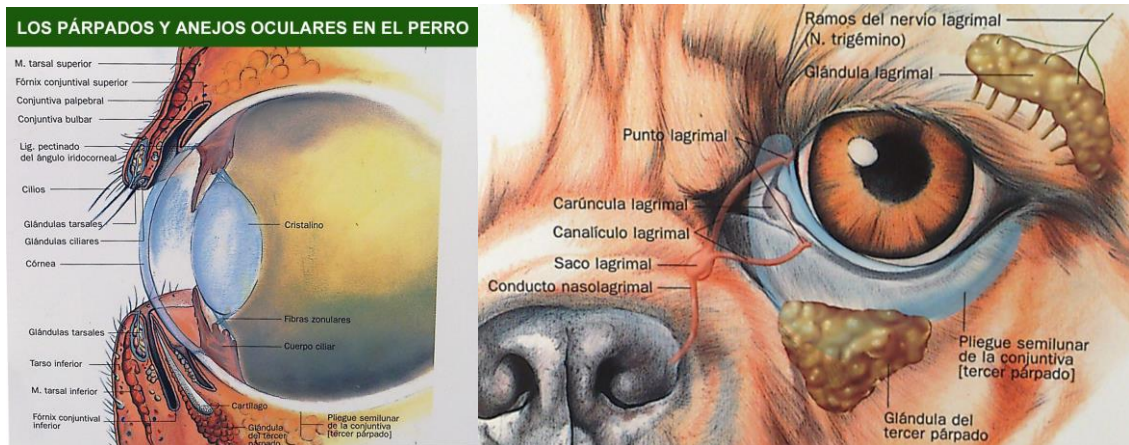 LOS PÁRPADOS Y ANEJOS OCULARES EN EL PERRO
M. tarsal superior
Fórnix conjuntival superior
Conjuntiva palpebral
Conjuntiva bulbar
Lig. pectinado
del ángulo iridocorneal
Cilios
Glándulas tarsales
Glándulas ciliares
Córnea
Cristalino
Fibras zonulares
Cuerpo ciliar
Glándulas tarsales
Tarso inferior
M. tarsal inferior
Fórnix conjuntival
inferior
Cartílago
Glándula del
tercer párpado
Pliegue semilunar
de la conjuntiva
[tercer párpado]
Ramos del nervio lagrimal
(N. trigémino)
Glándula lagrimal
Punto lagrimal
Carúncula lagrimal
Canalículo lagrimal
Saco lagrimal
Conducto nasolagrimal
Pliegue semilunar
de la conjuntiva
[tercer párpado]
Glándula del
tercer párpado